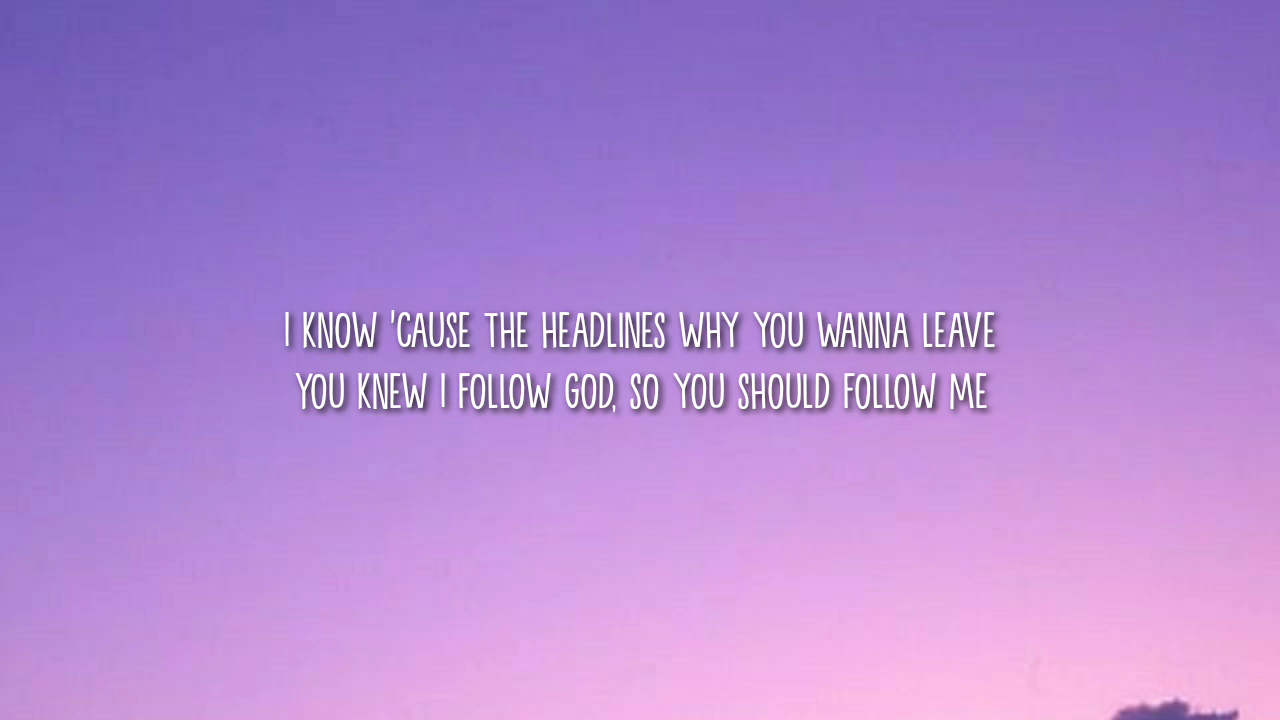 I KNOW 'CAUSE THE HEADLINES WHY YOU WANNA LEAVE
YOU KNEW I FOLLOW GOD, SO YOU SHOULD FOLLOW ME